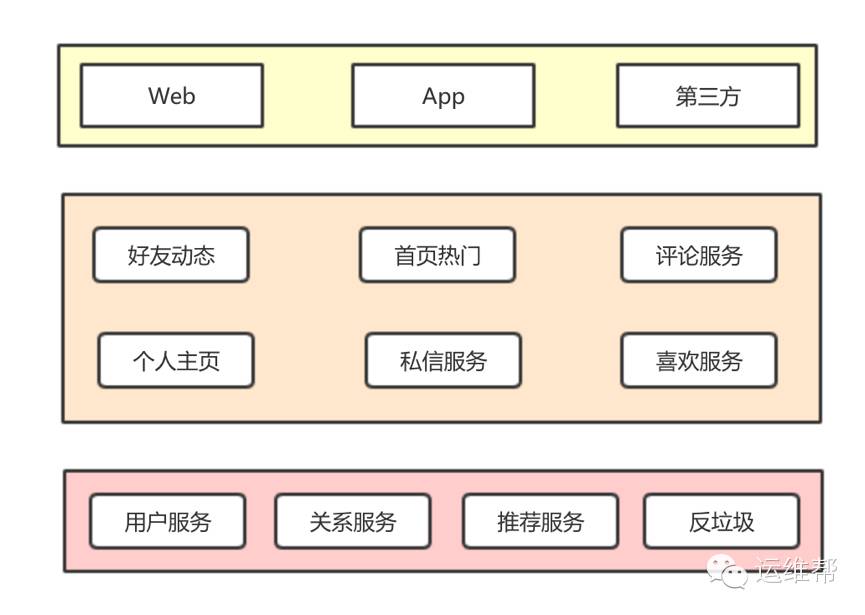 Web App 第三方
好友动态 首页热门 评论服务
个人主页 私信服务 喜欢服务
用户服务 关系服务 推荐服务 反垃圾
运维帮